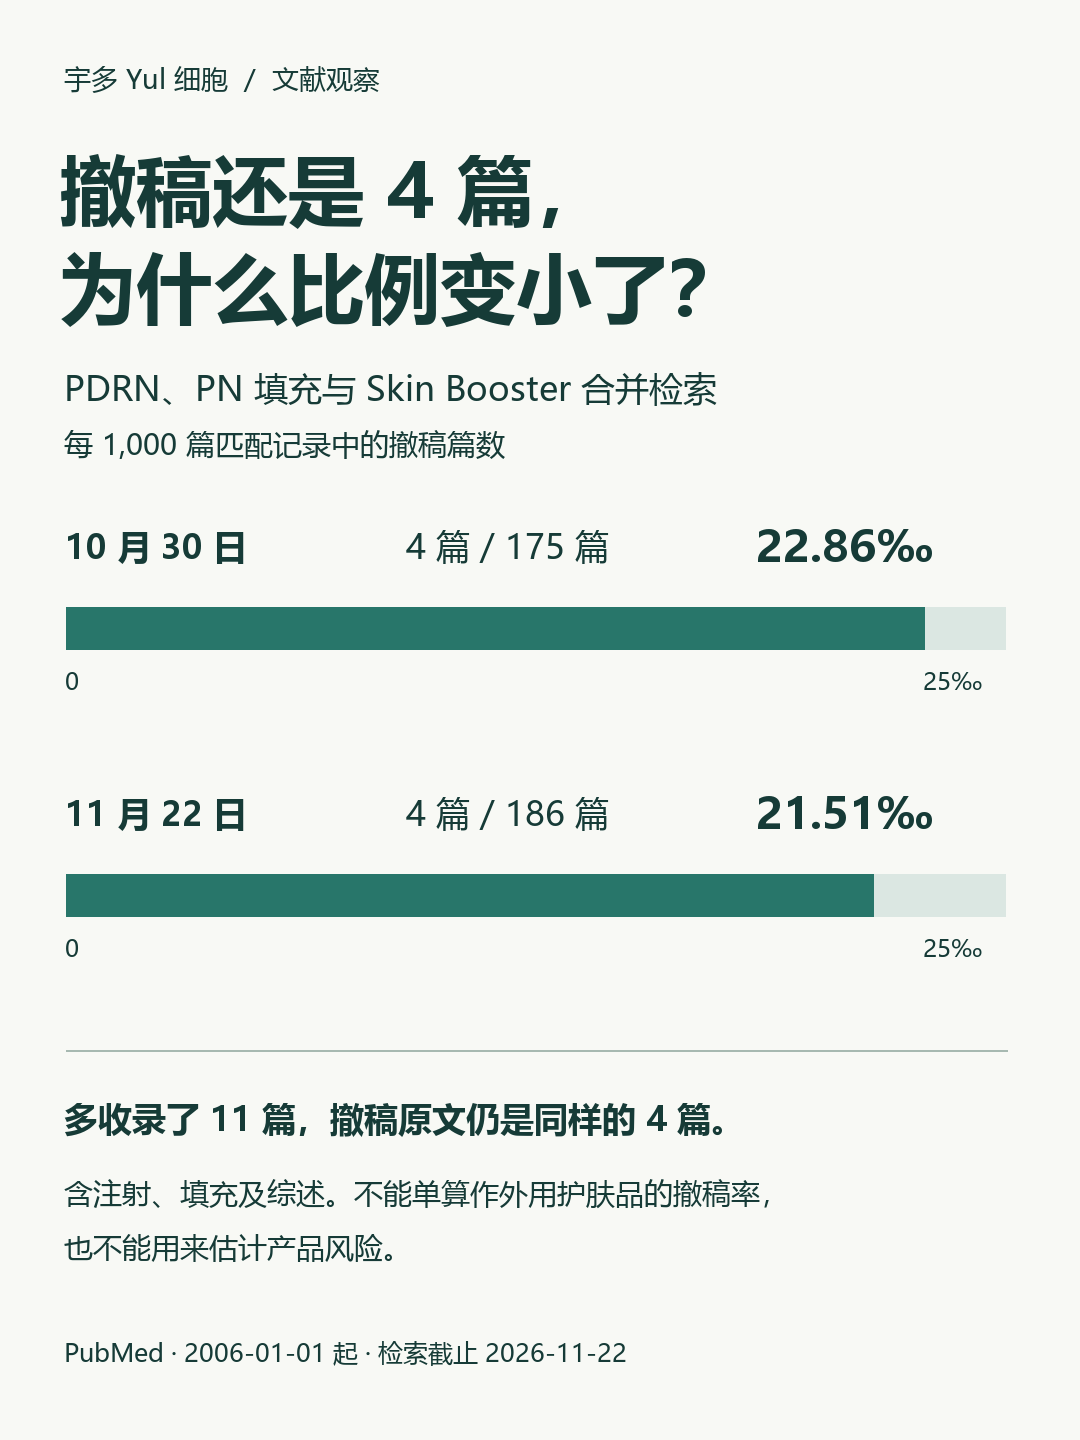 宇多 Yul 细胞 / 文献观察
撤稿还是 4 篇，
为什么比例变小了？
PDRN、PN 填充与 Skin Booster 合并检索
每 1,000 篇匹配记录中的撤稿篇数
10 月 30 日 4 篇 / 175 篇 22.86‰
0 25‰
11 月 22 日 4 篇 / 186 篇 21.51‰
0 25‰
多收录了 11 篇，撤稿原文仍是同样的 4 篇。
含注射、填充及综述。不能单算作外用护肤品的撤稿率，
也不能用来估计产品风险。
PubMed · 2006-01-01 起 · 检索截止 2026-11-22